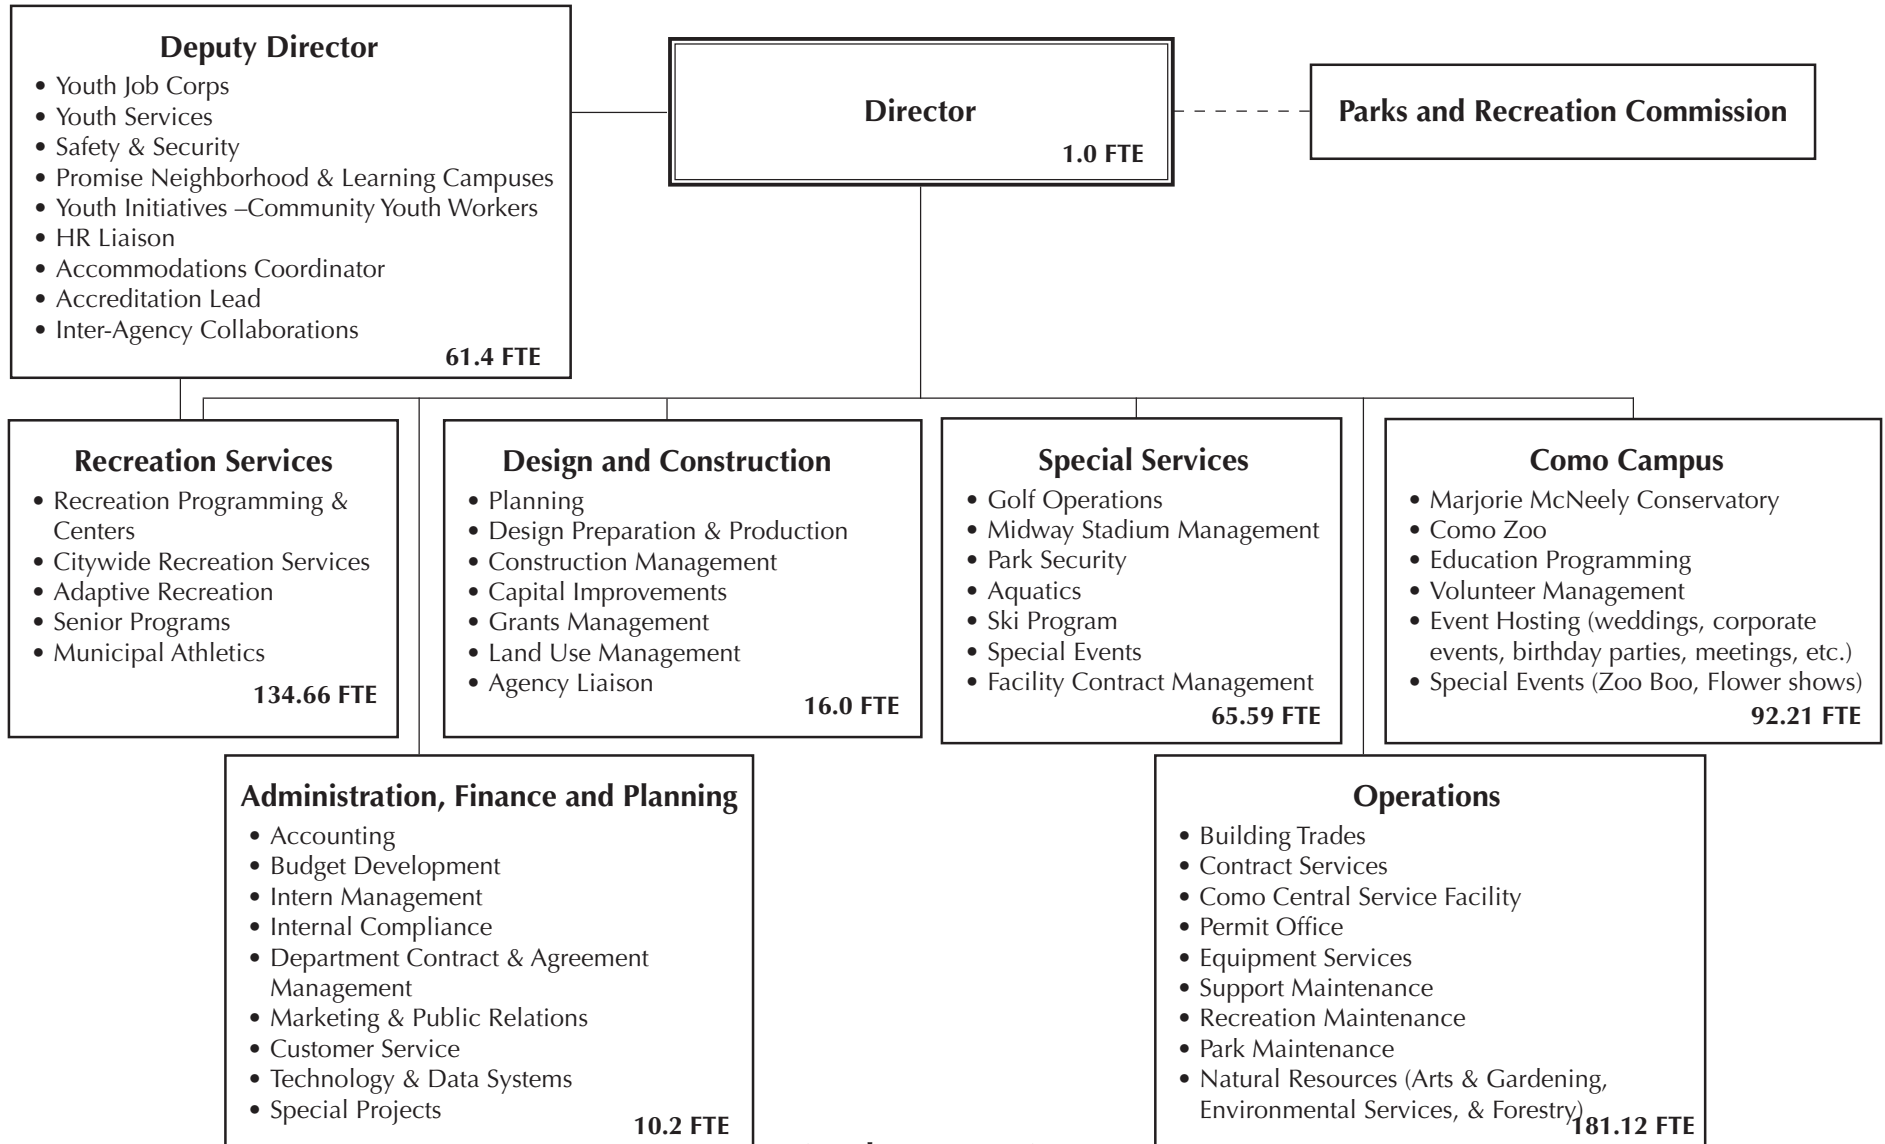 Deputy Director
• Youth Job Corps
• Youth Services
• Safety & Security
• Promise Neighborhood & Learning Campuses
• Youth Initiatives –Community Youth Workers
• HR Liaison
• Accommodations Coordinator
• Accreditation Lead
• Inter-Agency Collaborations
61.4 FTE
Director
1.0 FTE
Parks and Recreation Commission
Recreation Services
• Recreation Programming &
Centers
• Citywide Recreation Services
• Adaptive Recreation
• Senior Programs
• Municipal Athletics
134.66 FTE
Design and Construction
• Planning
• Design Preparation & Production
• Construction Management
• Capital Improvements
• Grants Management
• Land Use Management
• Agency Liaison
16.0 FTE
Special Services
• Golf Operations
• Midway Stadium Management
• Park Security
• Aquatics
• Ski Program
• Special Events
• Facility Contract Management
65.59 FTE
Como Campus
• Marjorie McNeely Conservatory
• Como Zoo
• Education Programming
• Volunteer Management
• Event Hosting (weddings, corporate
events, birthday parties, meetings, etc.)
• Special Events (Zoo Boo, Flower shows)
92.21 FTE
Administration, Finance and Planning
• Accounting
• Budget Development
• Intern Management
• Internal Compliance
• Department Contract & Agreement
Management
• Marketing & Public Relations
• Customer Service
• Technology & Data Systems
• Special Projects
10.2 FTE
Operations
• Building Trades
• Contract Services
• Como Central Service Facility
• Permit Office
• Equipment Services
• Support Maintenance
• Recreation Maintenance
• Park Maintenance
• Natural Resources (Arts & Gardening,
Environmental Services, & Forestry)
181.12 FTE